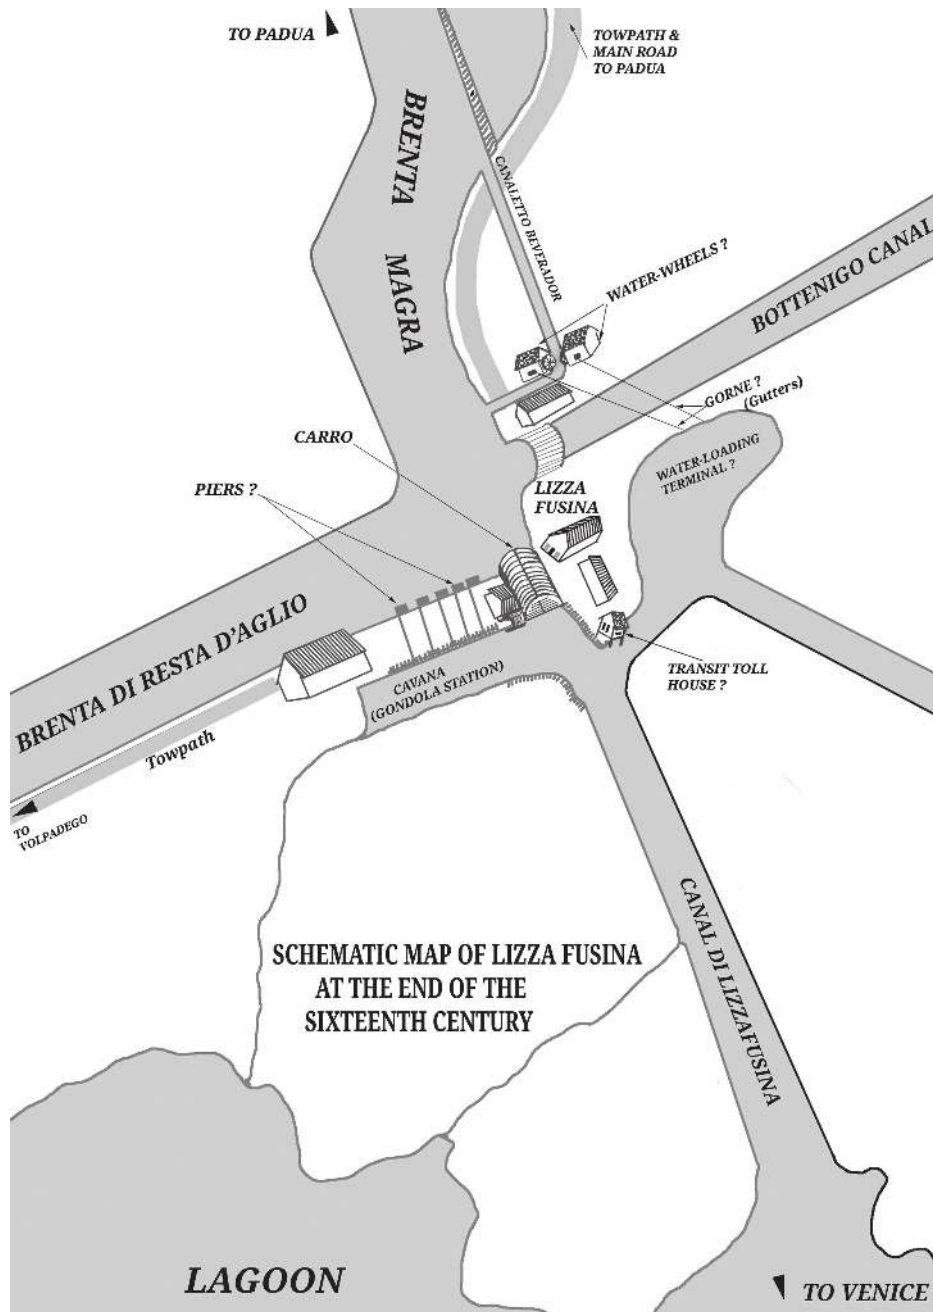 TO PADUA
TOWPATH &
MAIN ROAD
TO PADUA
BRENTA
MAGRA
CANALETTO BEVERADOR
WATER-WHEELS ?
BOTTENIGO CANAL
GORNE ?
(Gutters)
CARRO
WATER-LOADING
TERMINAL ?
PIERS ?
LIZZA
FUSINA
BRENTA DI RESTA D'AGLIO
CAVANA
(GONDOLA STATION)
TRANSIT TOLL
HOUSE ?
Towpath
TO
VOLPADEGO
CANAL DI LIZZAFUSINA
SCHEMATIC MAP OF LIZZA FUSINA
AT THE END OF THE
SIXTEENTH CENTURY
LAGOON
TO VENICE